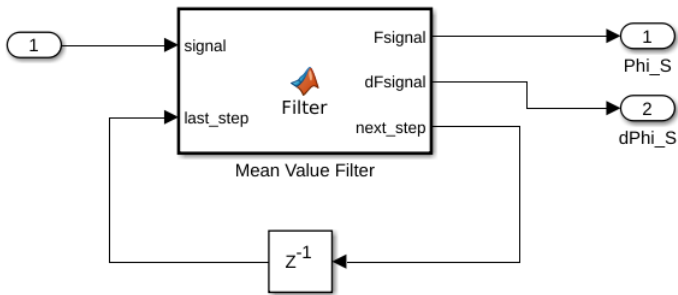 1
signal
last_step
Filter
Fsignal
dFsignal
next_step
Mean Value Filter
1
Phi_S
2
dPhi_S
Z-1